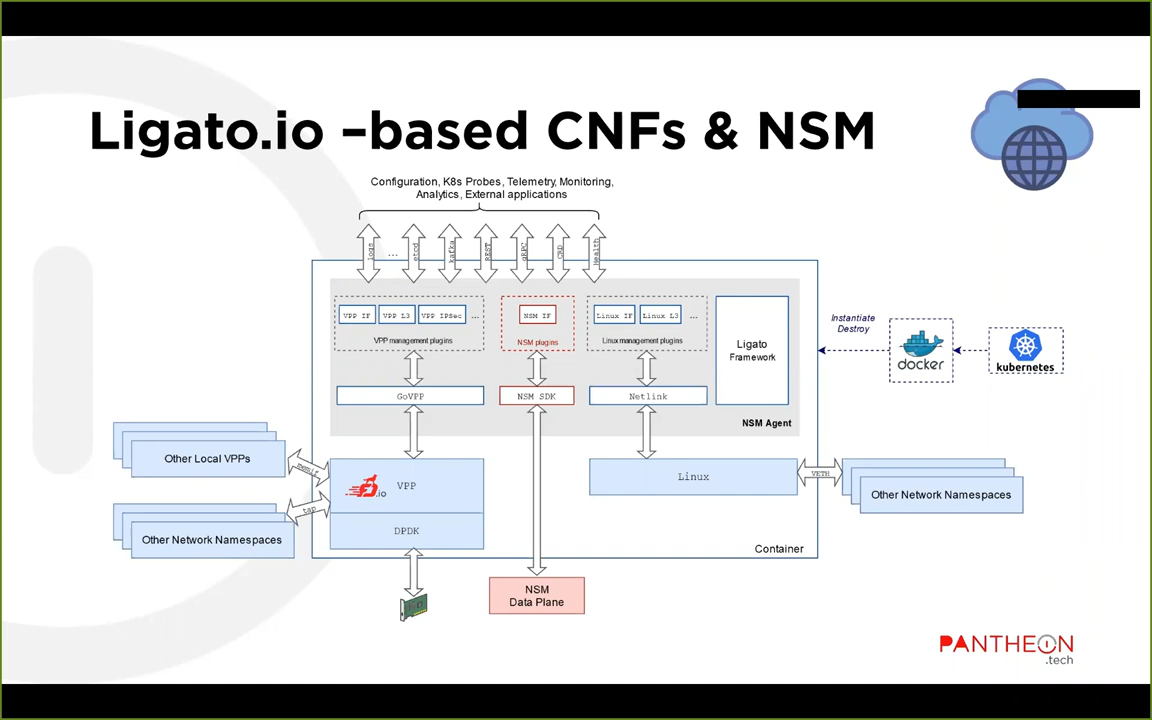 Ligato.io –based CNFs & NSM
Configuration, K8s Probes, Telemetry, Monitoring,
Analytics, External applications
logs
...
etcd
kafka
REST
gRPC
CRD
Health
VPP IF
VPP L3
VPP IPSec
...
VPP management plugins
NSM IF
NSM plugins
Linux IF
Linux L3
...
Linux management plugins
Ligato
Framework
GoVPP
NSM SDK
Netlink
NSM Agent
Instantiate
Destroy
docker
kubernetes
Other Local VPPs
memif
tap
Other Network Namespaces
.io
VPP
DPDK
Linux
VETH
Other Network Namespaces
Container
NSM
Data Plane
PANTHEON
.tech